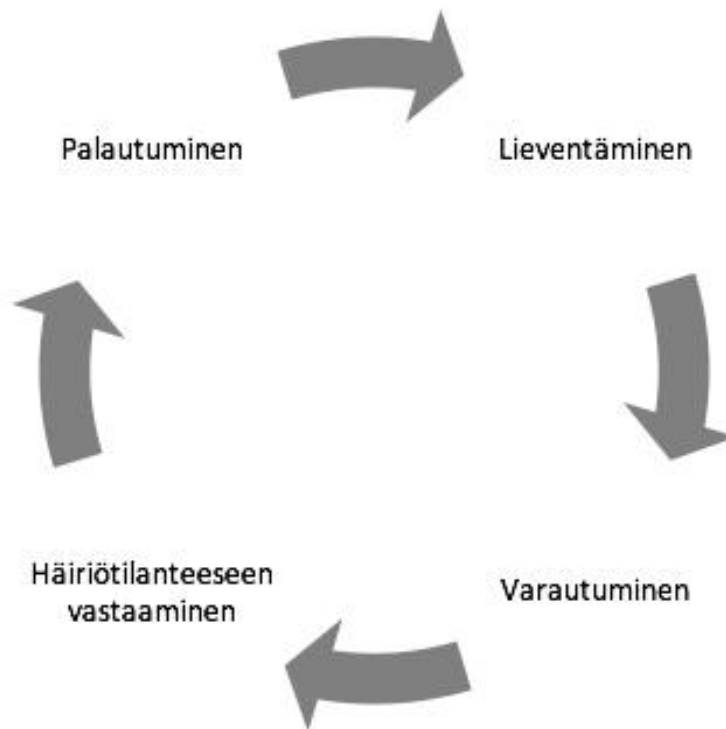 Palautuminen
Lieventäminen
Häiriötilanteeseen
vastaaminen
Varautuminen